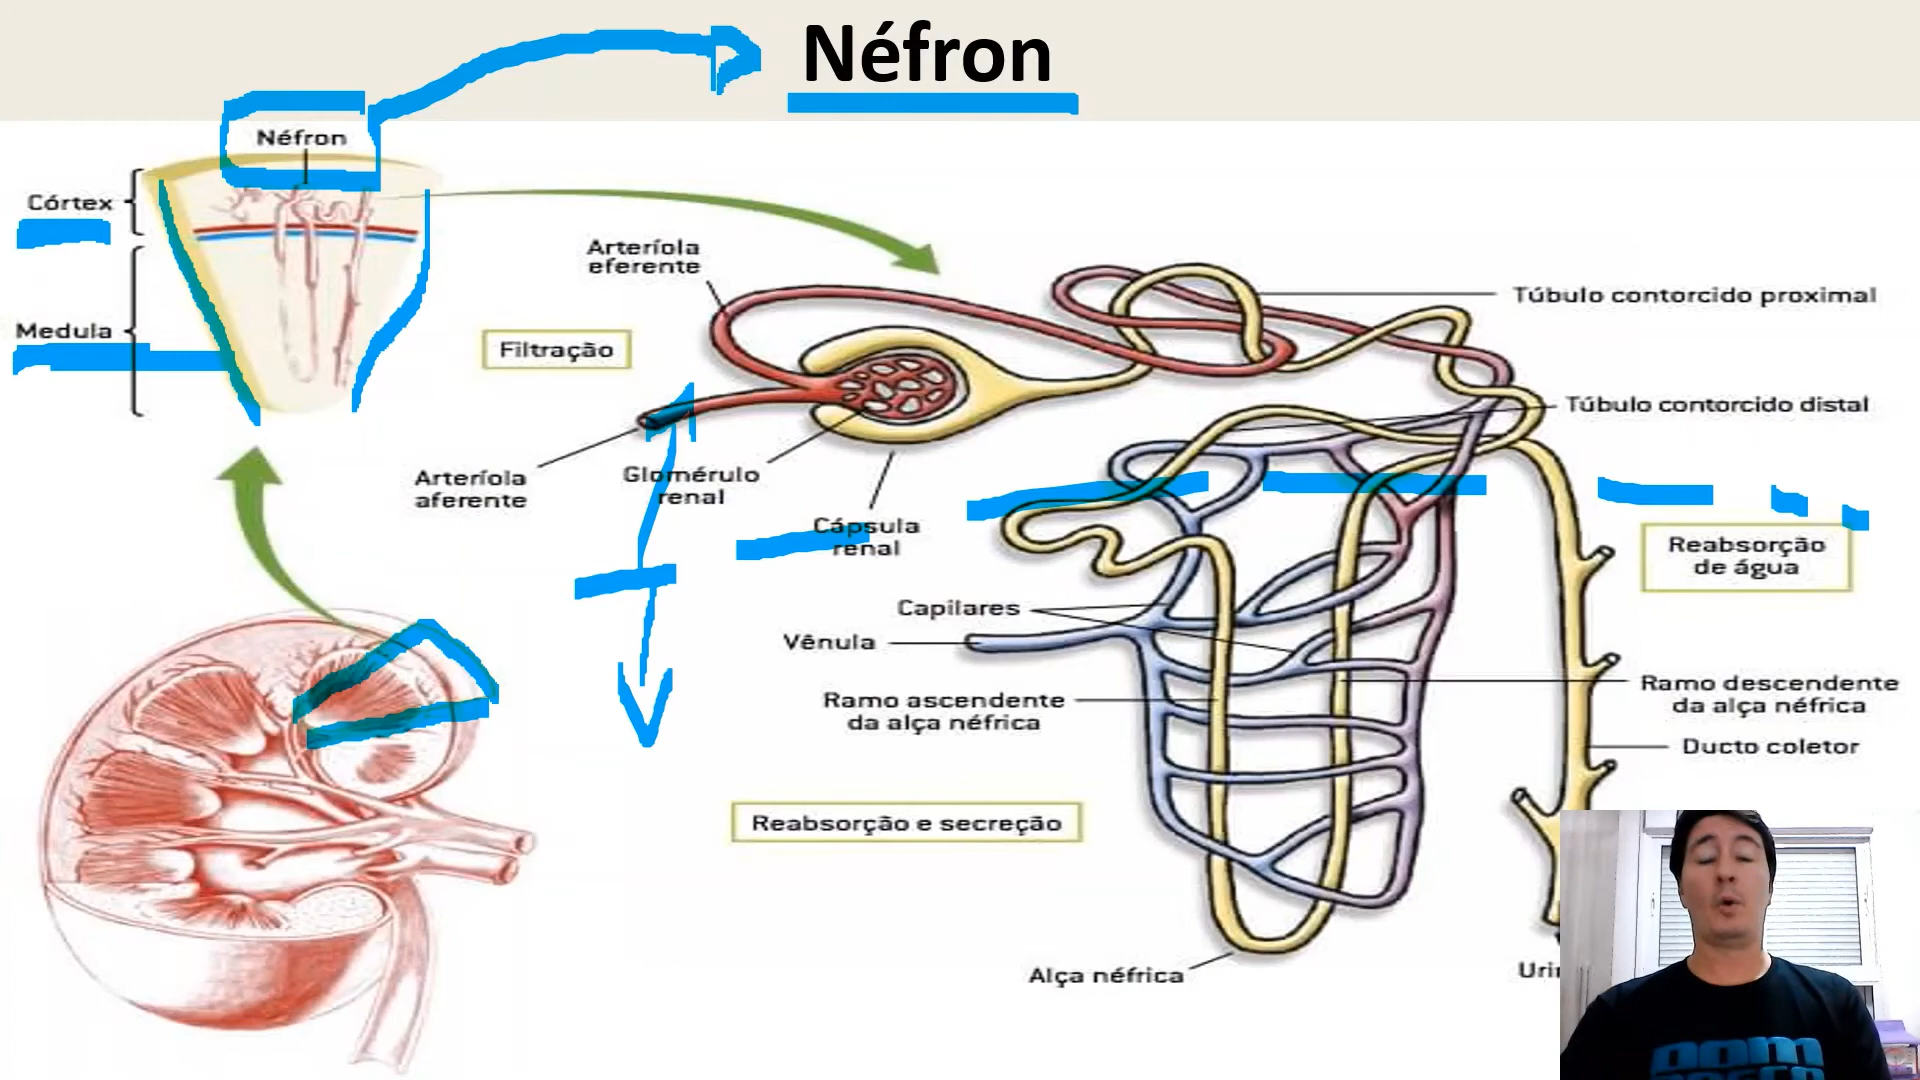 Néfron
Néfron
Córtex
Medula
Arteríola
eferente
Filtração
Arteríola
aferente
Glomérulo
renal
Cápsula
renal
Túbulo contorcido proximal
Túbulo contorcido distal
Reabsorção
de água
Capilares
Vênula
Ramo ascendente
da alça néfrica
Ramo descendente
da alça néfrica
Ducto coletor
Reabsorção e secreção
Alça néfrica